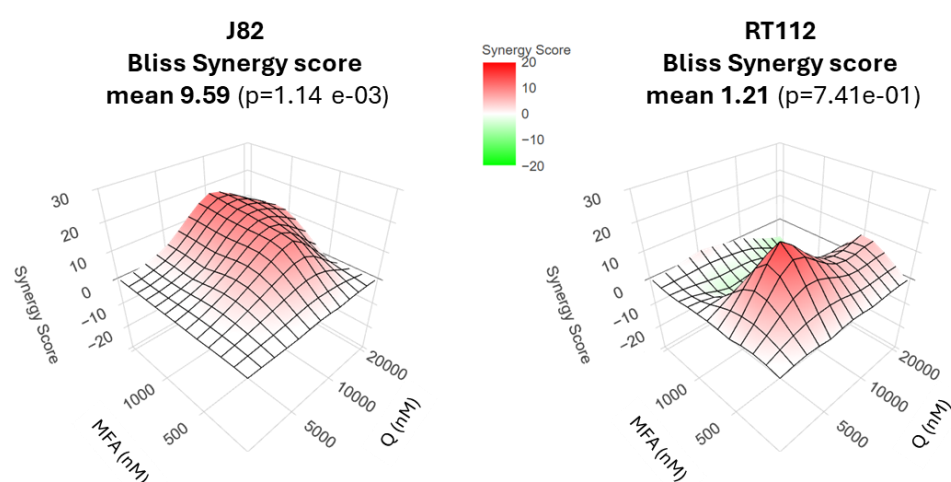 J82
Bliss Synergy score
mean 9.59 (p=1.14 e-03)
30
20
10
0
−10
−20
Synergy Score
1000
500
MFA (nM)
20000
10000
5000
Q (nM)
Synergy Score
20
10
0
−10
−20
RT112
Bliss Synergy score
mean 1.21 (p=7.41e-01)
30
20
10
0
−10
−20
Synergy Score
1000
500
MFA (nM)
20000
10000
5000
Q (nM)